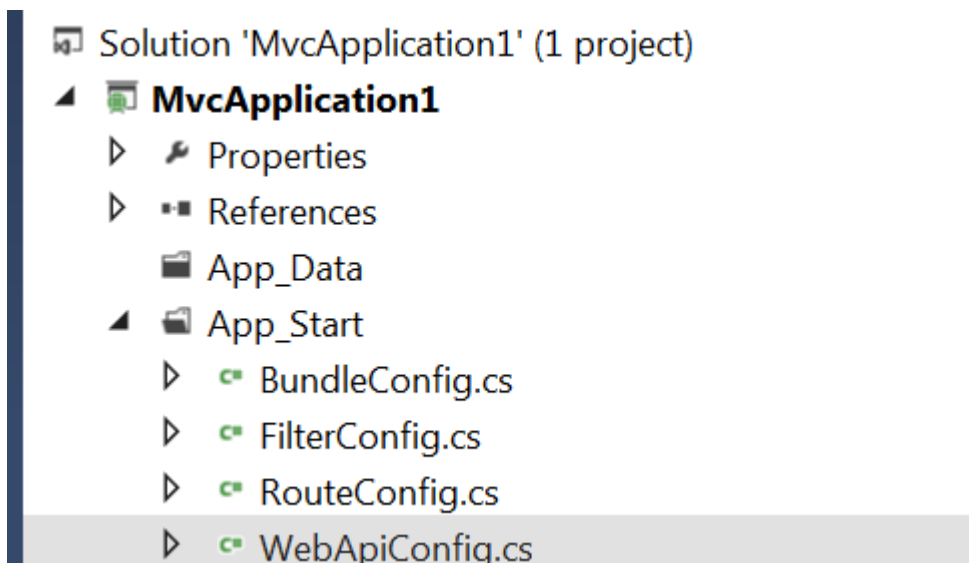 Solution 'MvcApplication1' (1 project)
MvcApplication1
Properties
References
App_Data
App_Start
BundleConfig.cs
FilterConfig.cs
RouteConfig.cs
WebApiConfig.cs